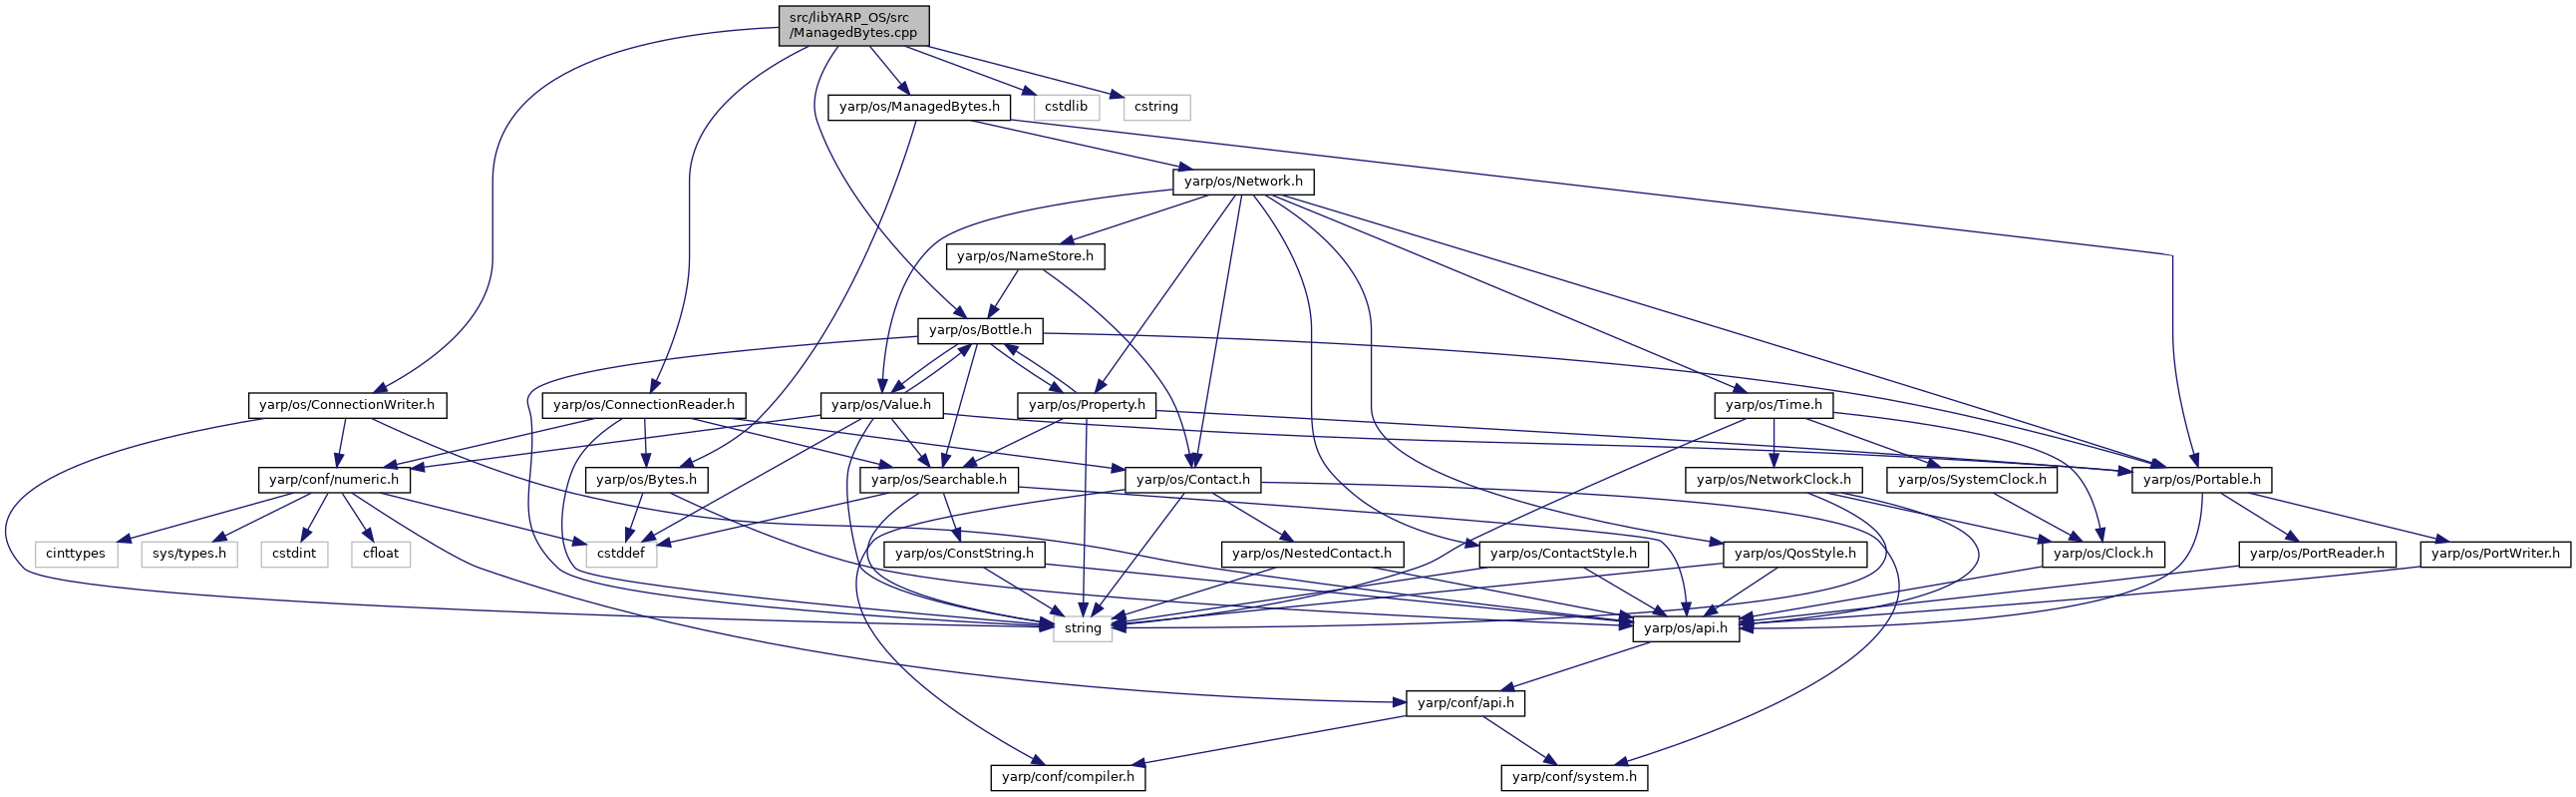 src/libYARP_OS/src
/ManagedBytes.cpp
yarp/os/ManagedBytes.h
cstdlib
cstring
yarp/os/Network.h
yarp/os/NameStore.h
yarp/os/Bottle.h
yarp/os/ConnectionWriter.h
yarp/os/ConnectionReader.h
yarp/os/Value.h
yarp/os/Property.h
yarp/os/Time.h
yarp/conf/numeric.h
yarp/os/Bytes.h
yarp/os/Searchable.h
yarp/os/Contact.h
yarp/os/NetworkClock.h
yarp/os/SystemClock.h
yarp/os/Portable.h
cinttypes
sys/types.h
cstdint
cfloat
cstddef
yarp/os/ConstString.h
yarp/os/NestedContact.h
yarp/os/ContactStyle.h
yarp/os/QosStyle.h
yarp/os/Clock.h
yarp/os/PortReader.h
yarp/os/PortWriter.h
string
yarp/os/api.h
yarp/conf/api.h
yarp/conf/compiler.h
yarp/conf/system.h